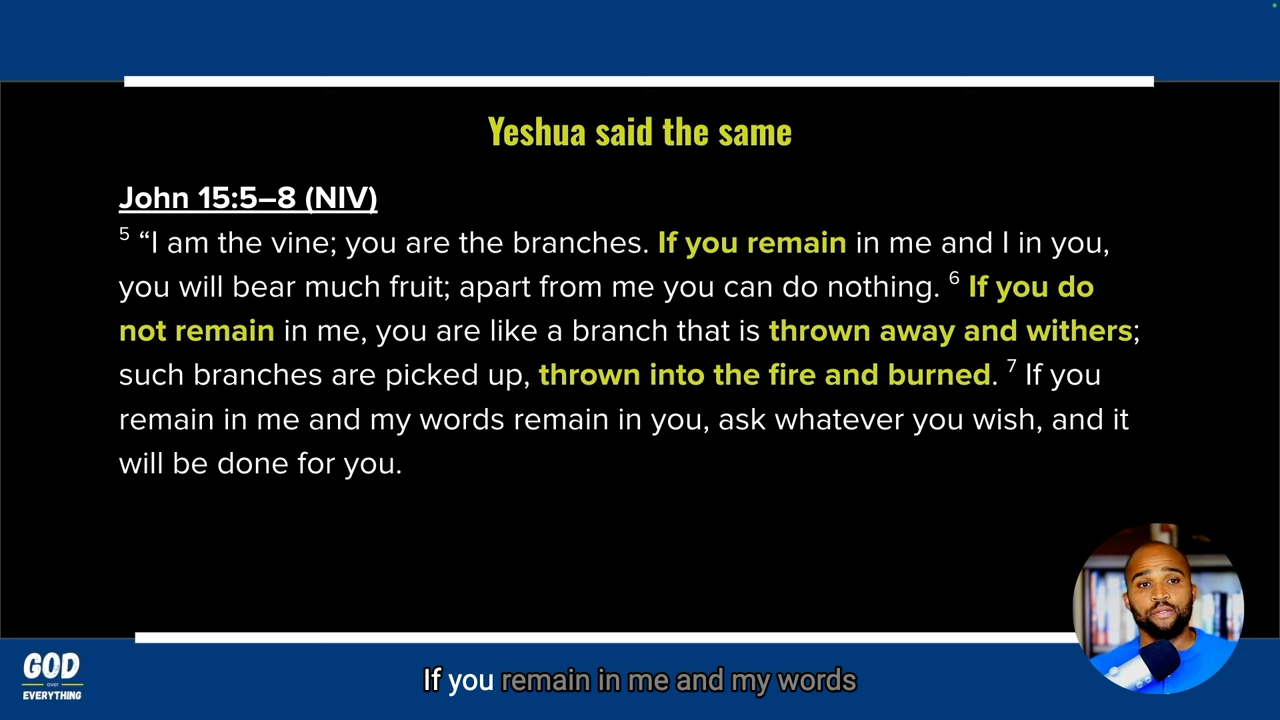 Yeshua said the same
John 15:5–8 (NIV)
5 “I am the vine; you are the branches. If you remain in me and I in you,
you will bear much fruit; apart from me you can do nothing. 6 If you do
not remain in me, you are like a branch that is thrown away and withers;
such branches are picked up, thrown into the fire and burned. 7 If you
remain in me and my words remain in you, ask whatever you wish, and it
will be done for you.
GOD
OVER
EVERYTHING
If you remain in me and my words